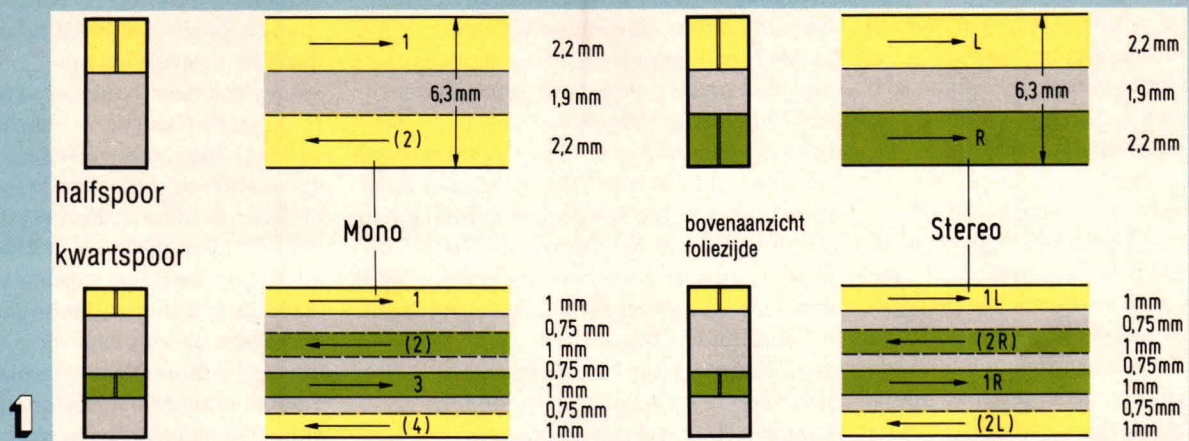 1
2,2 mm
6,3 mm
1,9 mm
(2)
2,2 mm
halfspoor
Mono
kwartspoor
1
1 mm
0,75 mm
(2)
1 mm
0,75 mm
3
1 mm
0,75 mm
(4)
1 mm
L
2,2 mm
6,3 mm
1,9 mm
R
2,2 mm
bovenaanzicht
foliezijde
Stereo
1L
1 mm
0,75 mm
(2R)
1 mm
0,75 mm
1R
1 mm
0,75 mm
(2L)
1 mm
1